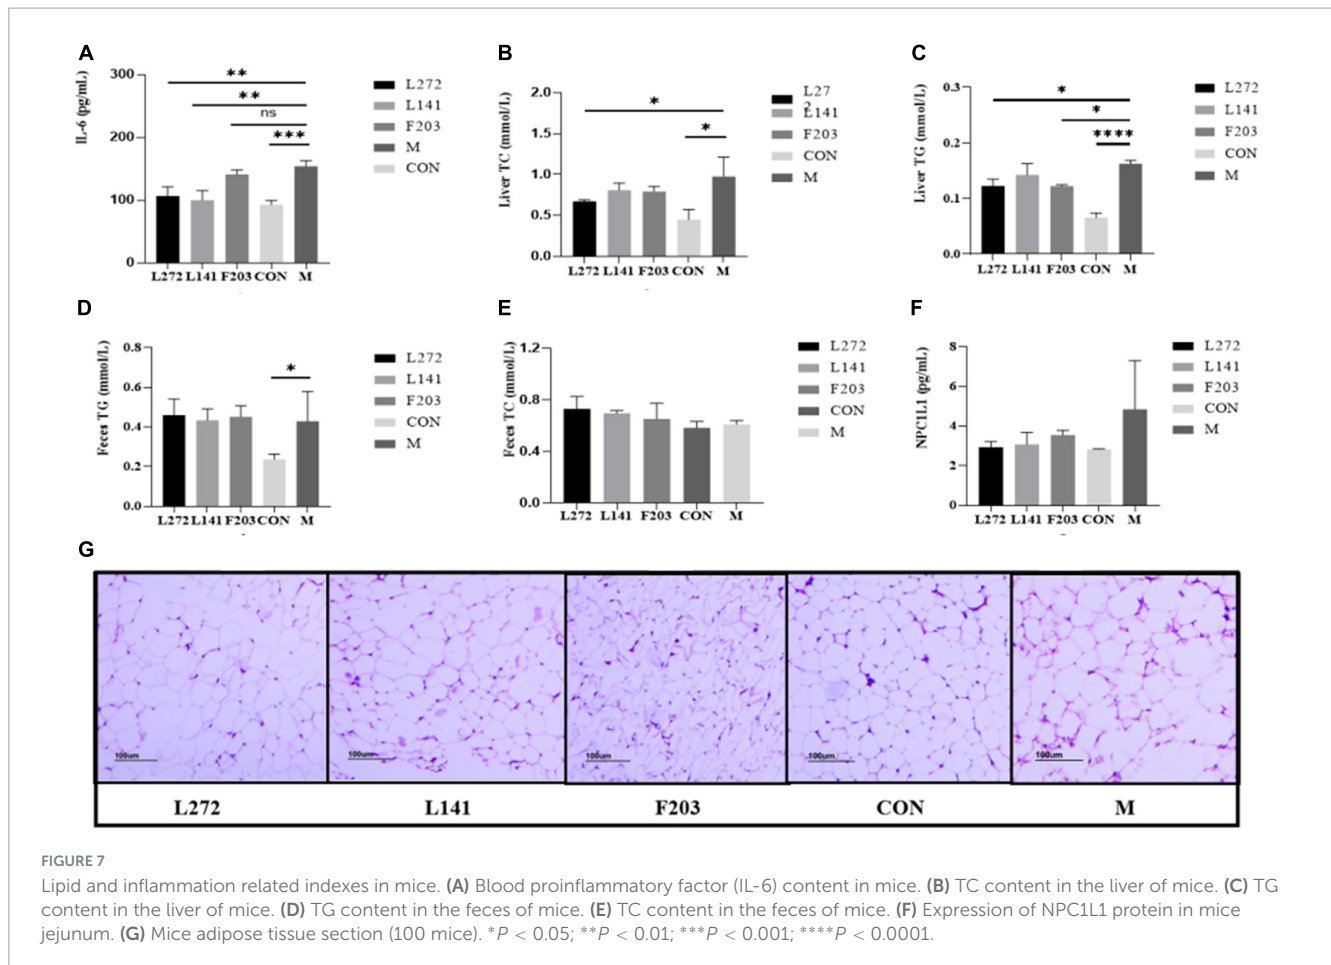 A
IL-6 (pg/mL)
300
200
100
0
**
**
ns
***
L272 L141 F203 CON M
L272
L141
F203
M
CON
B
Liver TC (mmol/L)
2.0
1.5
1.0
0.5
0.0
*
*
L272 L141 F203 CON M
L27
2
L141
F203
CON
M
C
Liver TG (mmol/L)
0.3
0.2
0.1
0.0
*
*
****
L272 L141 F203 CON M
L272
L141
F203
CON
M
D
Feces TG (mmol/L)
0.8
0.6
0.4
0.2
0.0
*
L272 L141 F203 CON M
L272
L141
F203
CON
M
E
Feces TC (mmol/L)
1.2
0.8
0.4
0.0
L272 L141 F203 CON M
L272
L141
F203
CON
M
F
NPC1L1 (pg/mL)
8
6
4
2
0
L272 L141 F203 CON M
L272
L141
F203
CON
M
G
100um 100um 100um 100um 100um
L272 L141 F203 CON M
FIGURE 7
Lipid and inflammation related indexes in mice. (A) Blood proinflammatory factor (IL-6) content in mice. (B) TC content in the liver of mice. (C) TG
content in the liver of mice. (D) TG content in the feces of mice. (E) TC content in the feces of mice. (F) Expression of NPC1L1 protein in mice
jejunum. (G) Mice adipose tissue section (100 mice). *P < 0.05; **P < 0.01; ***P < 0.001; ****P < 0.0001.